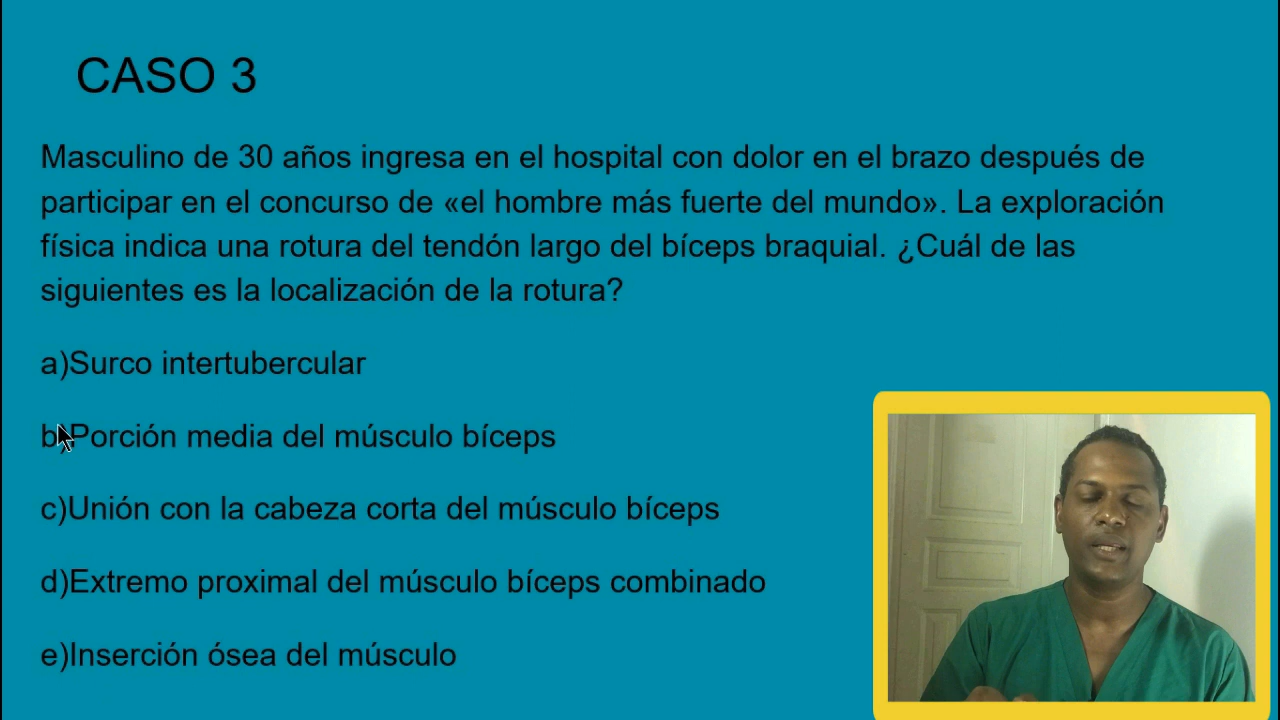 CASO 3
Masculino de 30 años ingresa en el hospital con dolor en el brazo después de
participar en el concurso de «el hombre más fuerte del mundo». La exploración
física indica una rotura del tendón largo del bíceps braquial. ¿Cuál de las
siguientes es la localización de la rotura?
a)Surco intertubercular
b)Porción media del músculo bíceps
c)Unión con la cabeza corta del músculo bíceps
d)Extremo proximal del músculo bíceps combinado
e)Inserción ósea del músculo